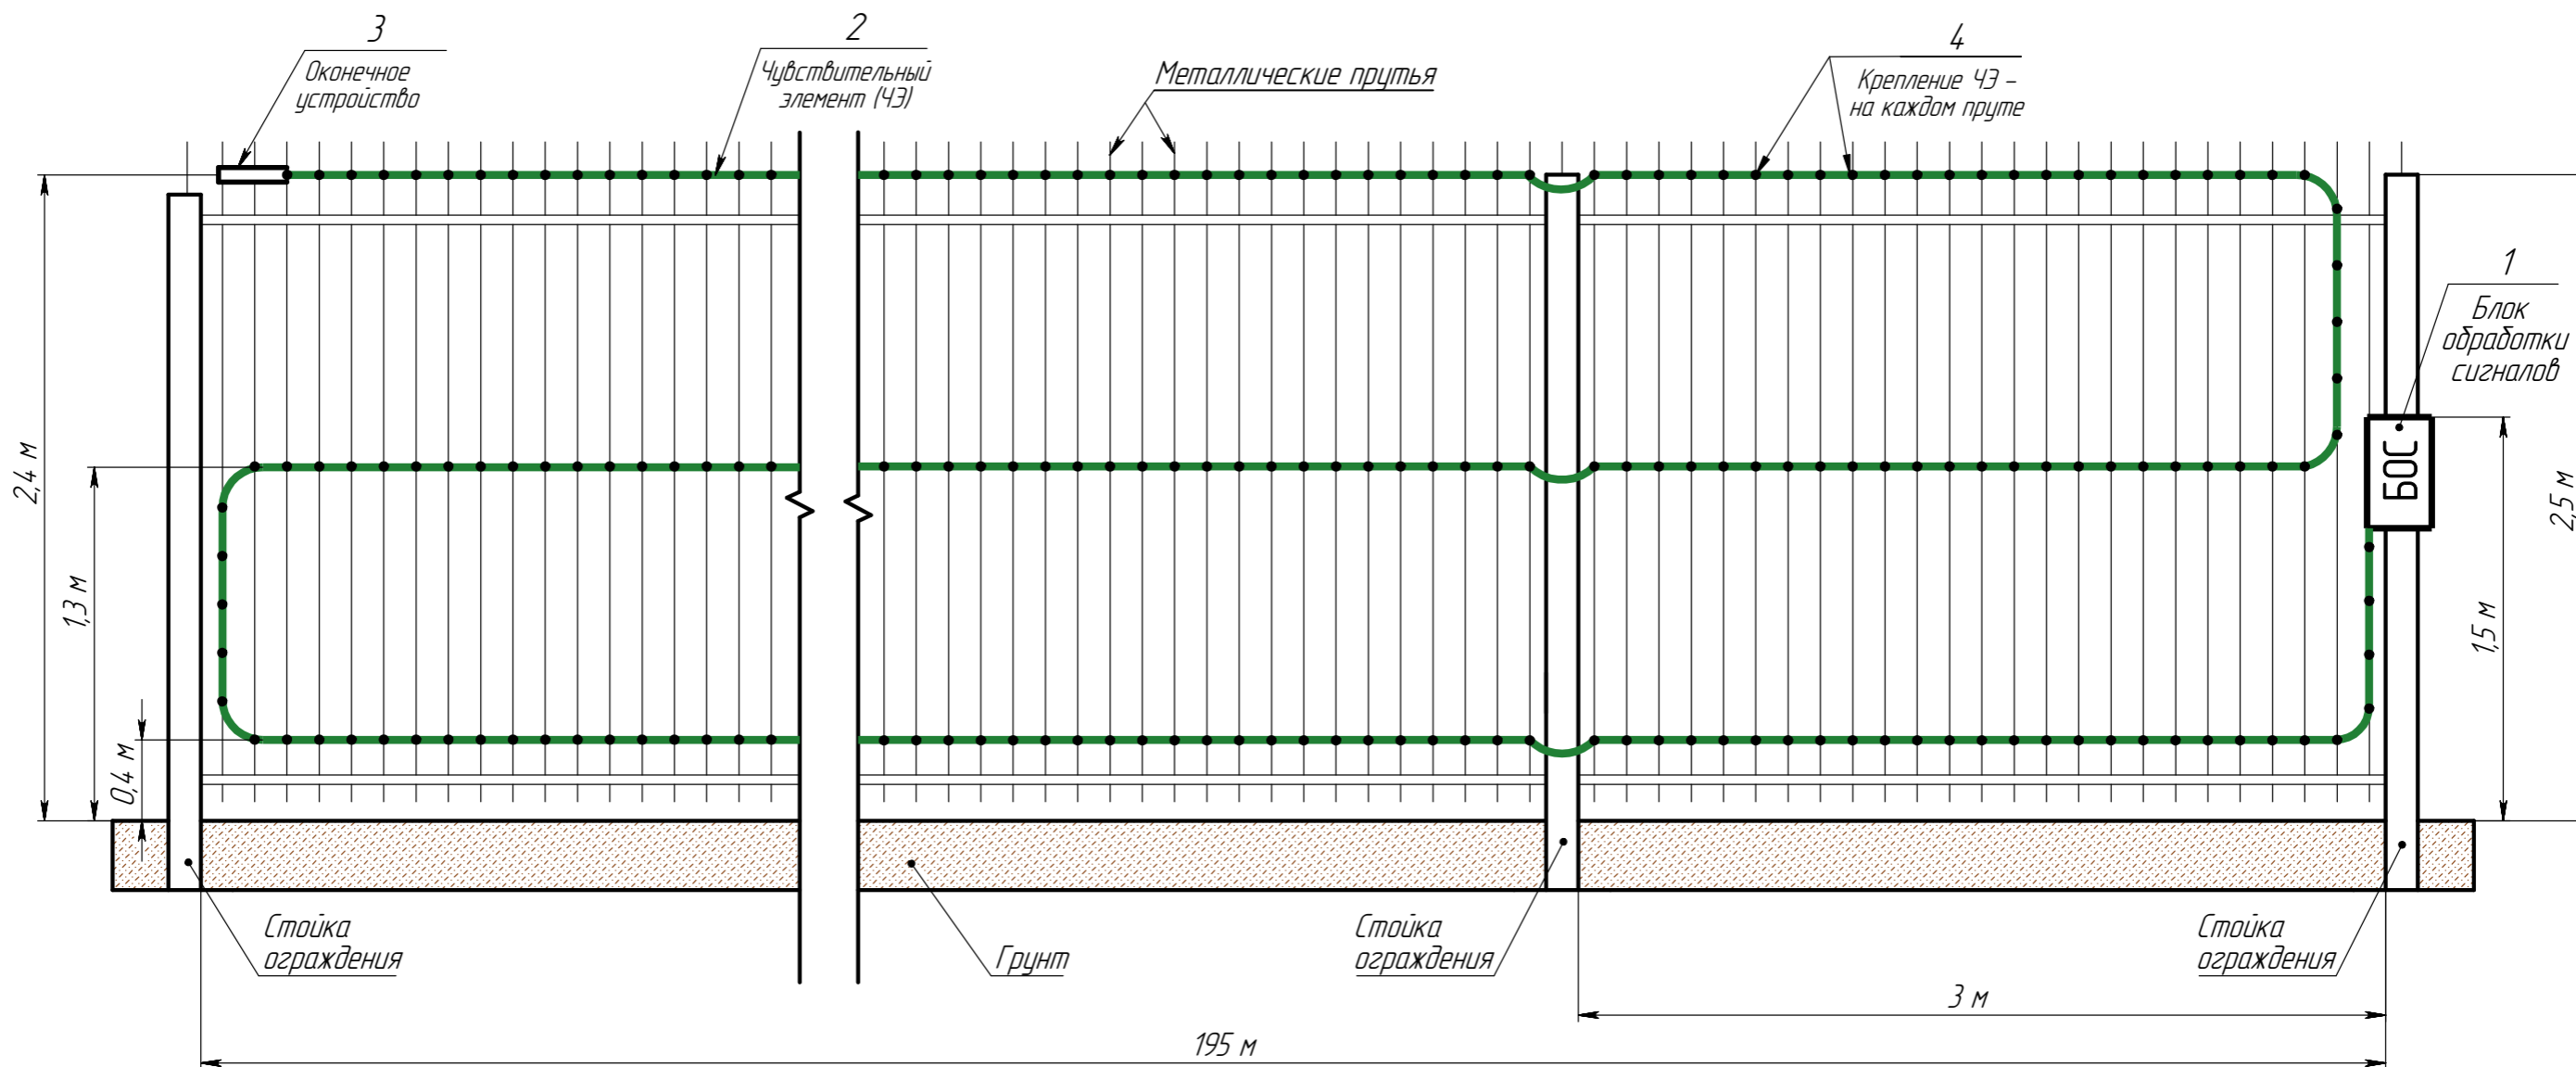 3
Оконечное
устройство
2
Чувствительный
элемент (ЧЭ)
Металлические прутья
4
Крепление ЧЭ –
на каждом пруте
1
Блок
обработки
сигналов
БОС
2,4 м
1,3 м
0,4 м
2,5 м
1,5 м
Стойка
ограждения
Грунт
Стойка
ограждения
Стойка
ограждения
3 м
195 м